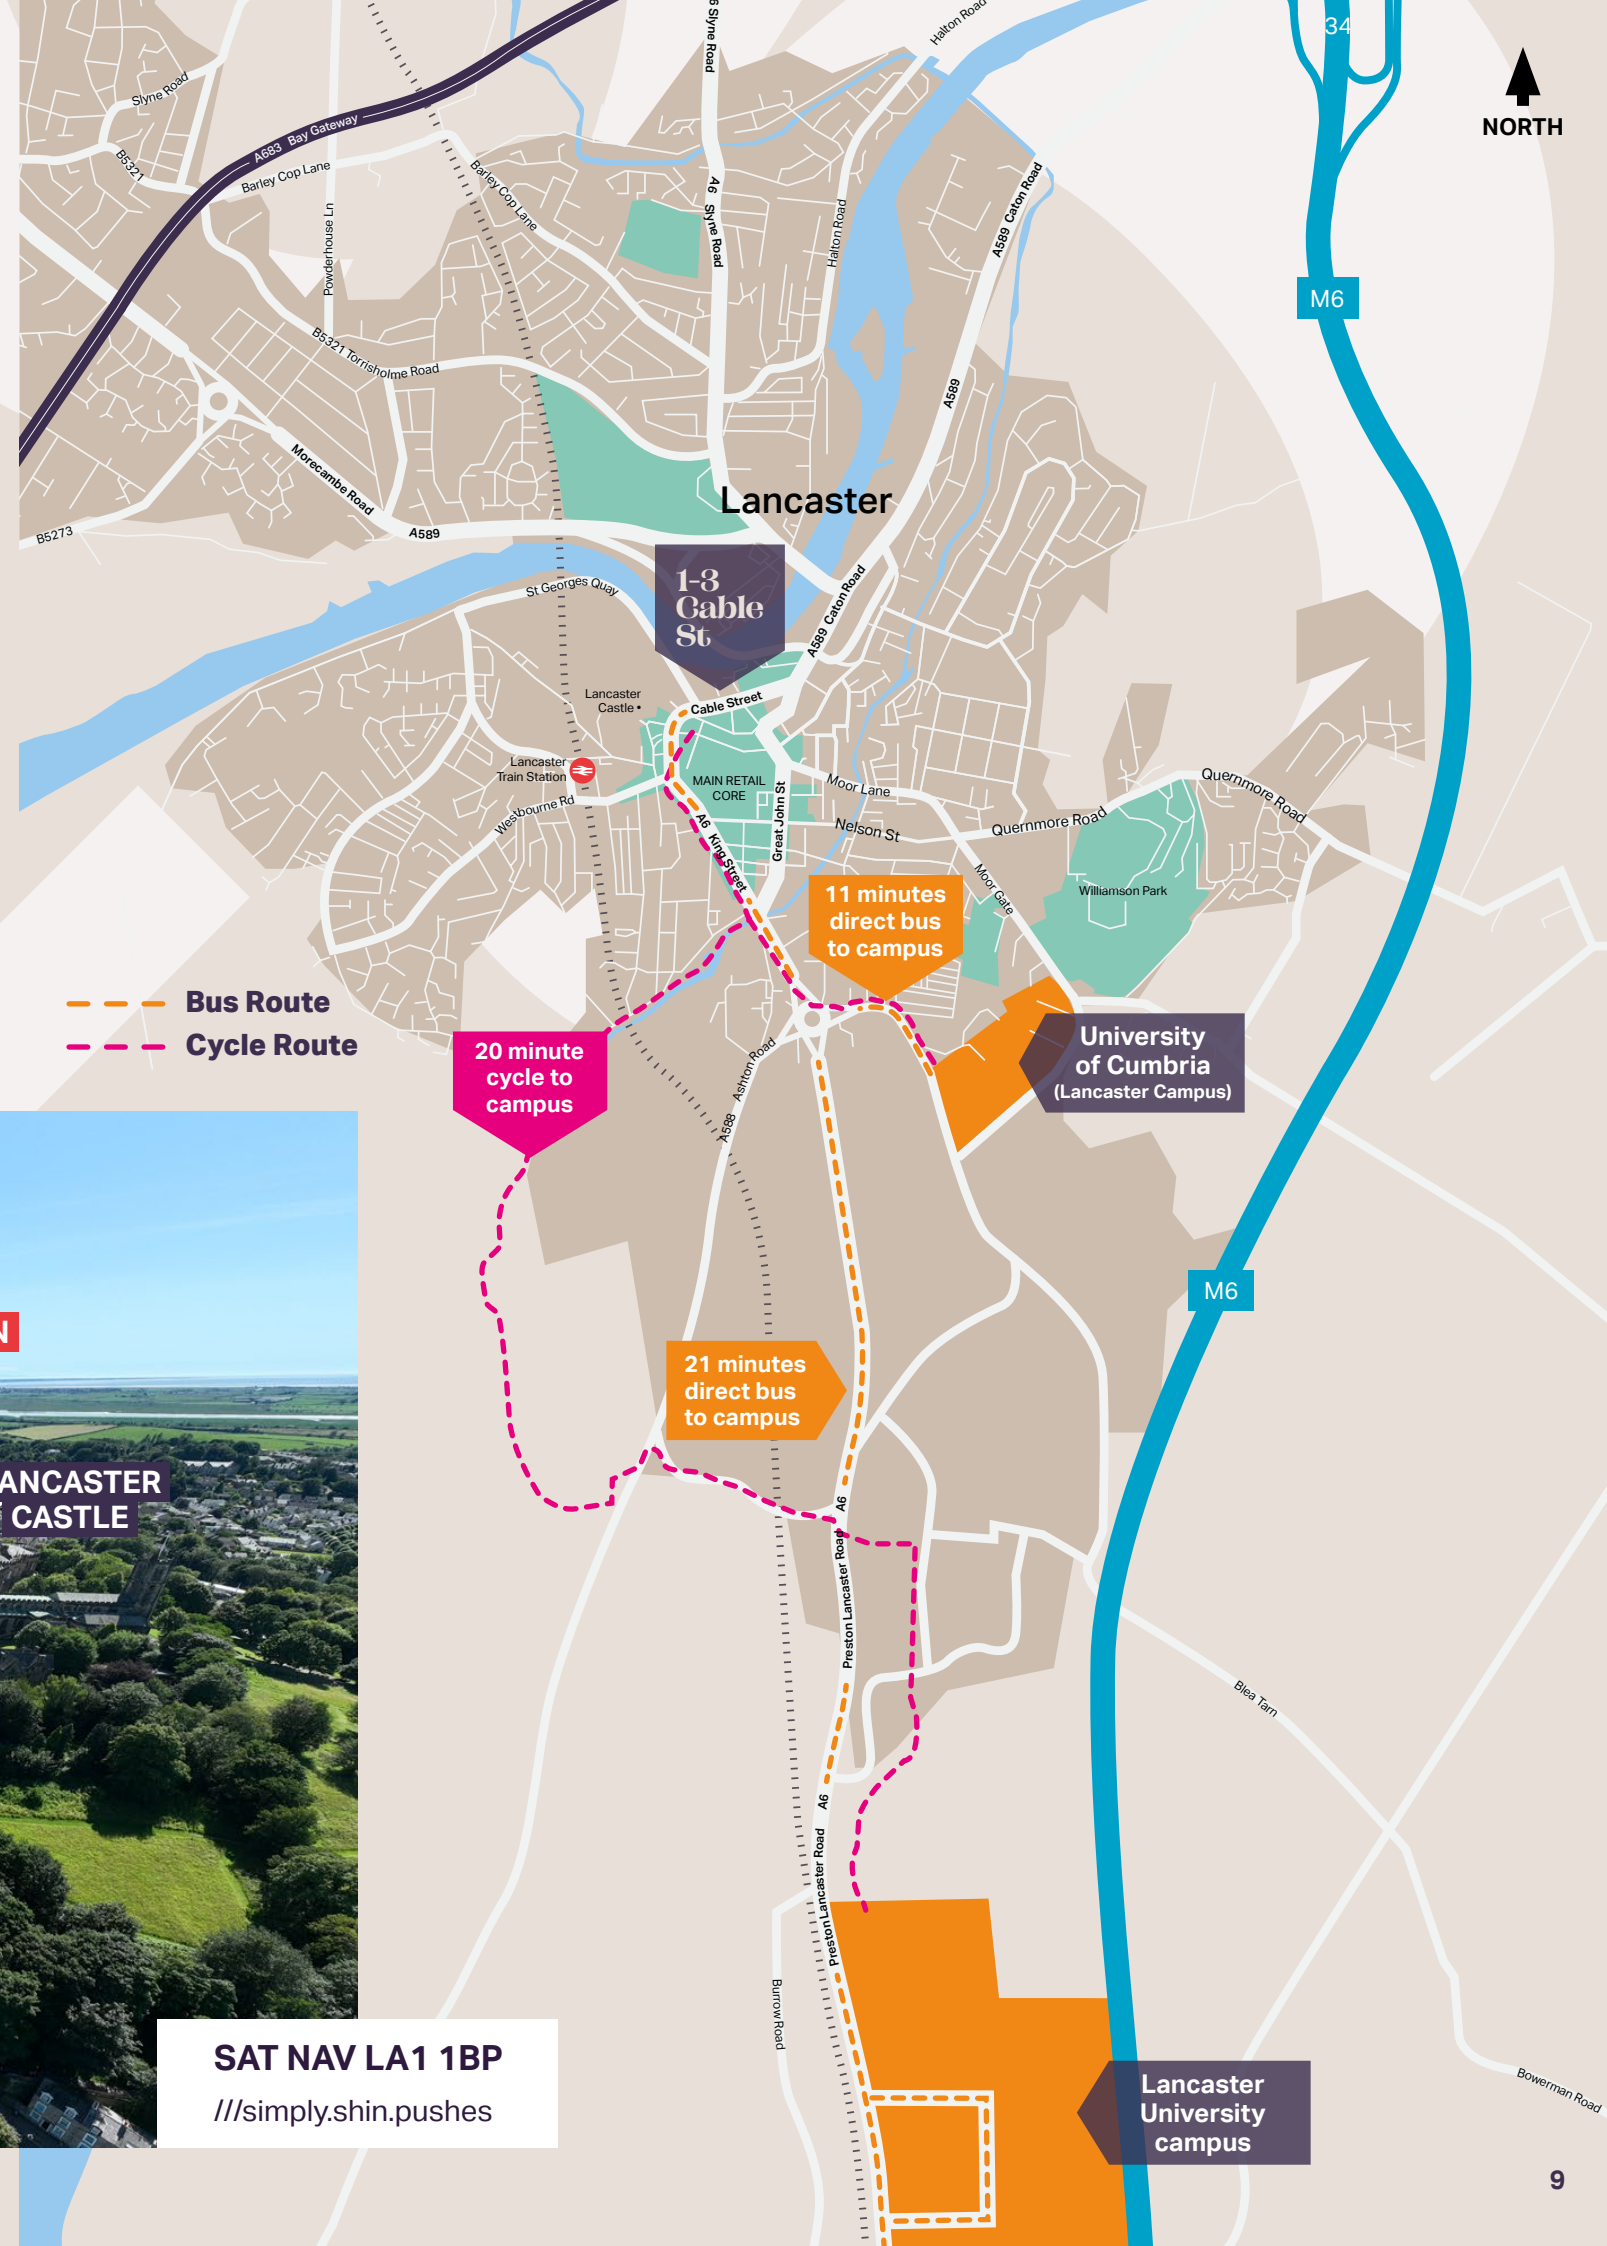 34
NORTH
6 Slyne Road
Halton Road
Slyne Road
A683 Bay Gateway
B5321
Barley Cop Lane
Barley Cop Lane
Powderhouse Ln
A6 Slyne Road
Halton Road
A589 Caton Road
M6
B5321 Torrisholme Road
A589
Morecambe Road
Lancaster
B5273
A589
St Georges Quay
1-3
Cable
St
A589 Caton Road
Lancaster
Castle
Cable Street
Lancaster
Train Station
MAIN RETAIL
CORE
Great John St
Moor Lane
Quernmore Road
Westbourne Rd
A6 King Street
Nelson St
Quernmore Road
Moor Gate
Williamson Park
11 minutes
direct bus
to campus
Bus Route
Cycle Route
20 minute
cycle to
campus
A588 Ashton Road
University
of Cumbria
(Lancaster Campus)
M6
N
21 minutes
direct bus
to campus
ANCASTER
CASTLE
A6
Preston Lancaster Road
Blea Tarn
A6
Preston Lancaster Road
Burrow Road
SAT NAV LA1 1BP
///simply.shin.pushes
Lancaster
University
campus
Bowerman Road
9